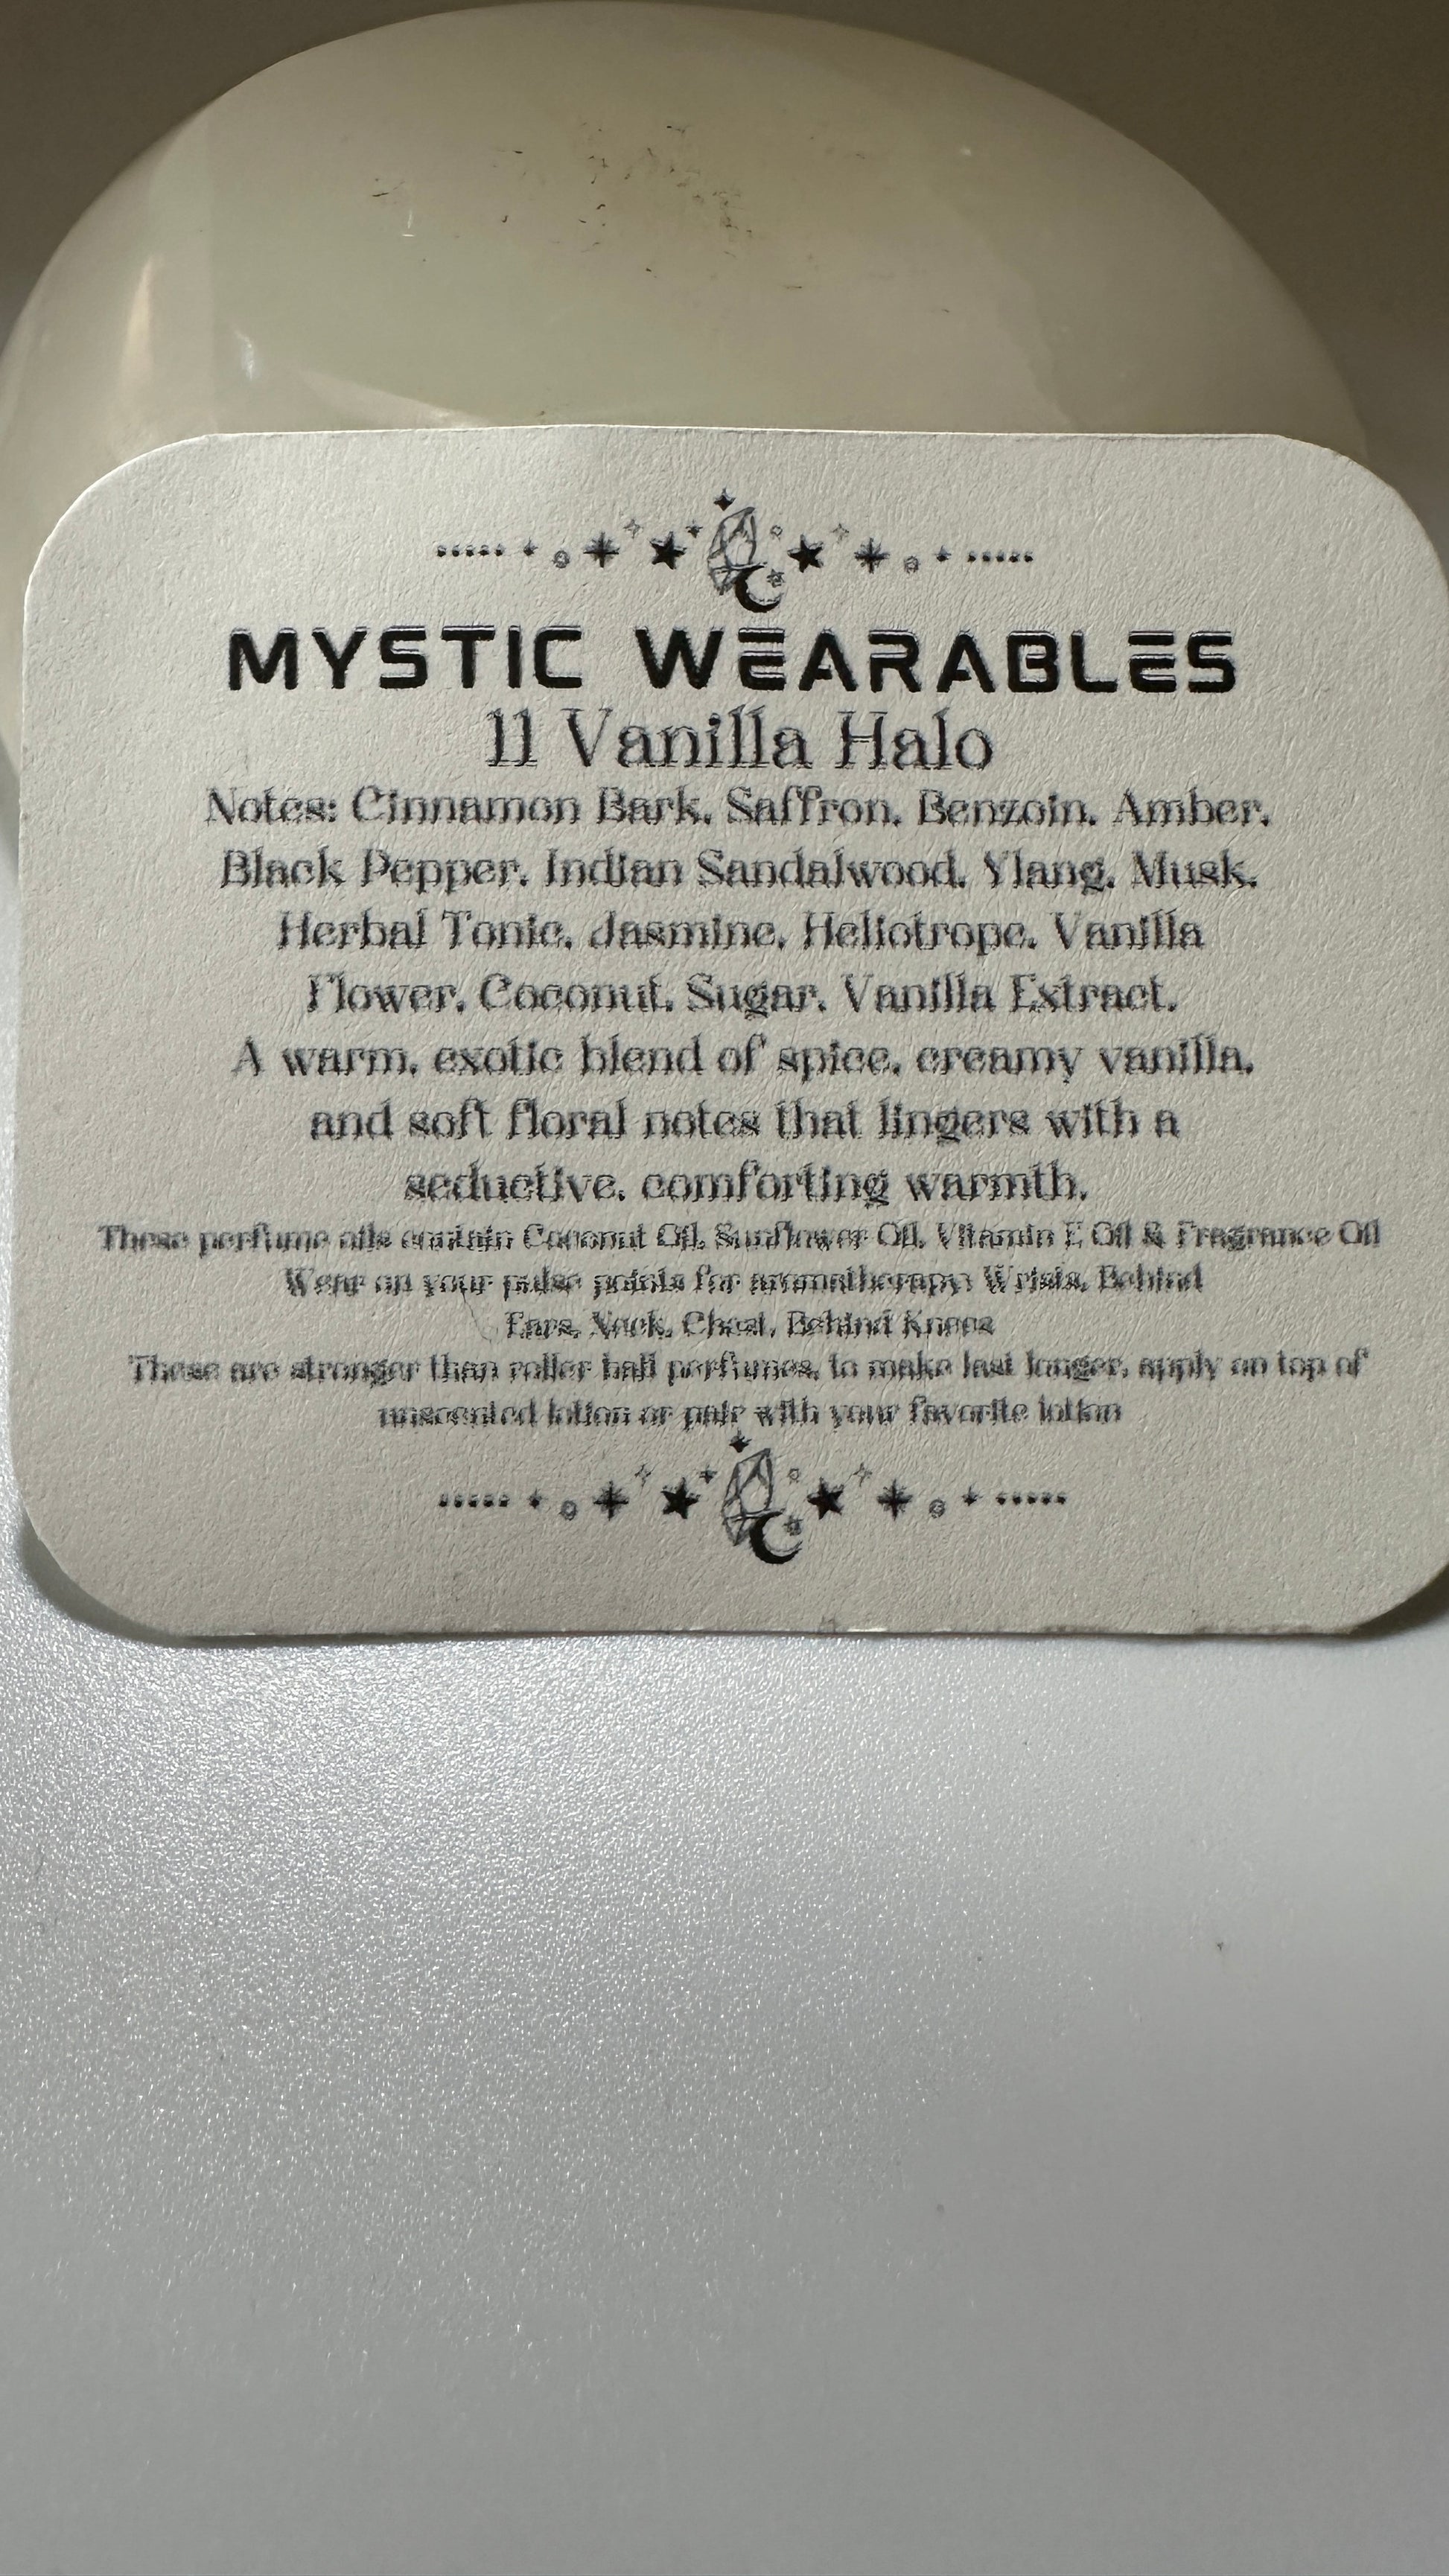 MYSTIC WEARABLES
11 Vanilla Halo
Notes: Cinnamon Bark, Saffron, Benzoin, Amber,
Black Pepper, Indian Sandalwood, Ylang, Musk,
Herbal Tonic, Jasmine, Heliotrope, Vanilla
Flower, Coconut, Sugar, Vanilla Extract.
A warm, exotic blend of spice, creamy vanilla,
and soft floral notes that lingers with a
seductive, comforting warmth.
These perfume oils contain Coconut Oil, Sunflower Oil, Vitamin E Oil & Fragrance Oil
Wear on your pulse points for aromatherapy: Wrists, Behind
Ears, Neck, Chest, Behind Knees
These are stronger than roller ball perfumes, to make last longer, apply on top of
unscented lotion or pair with your favorite lotion